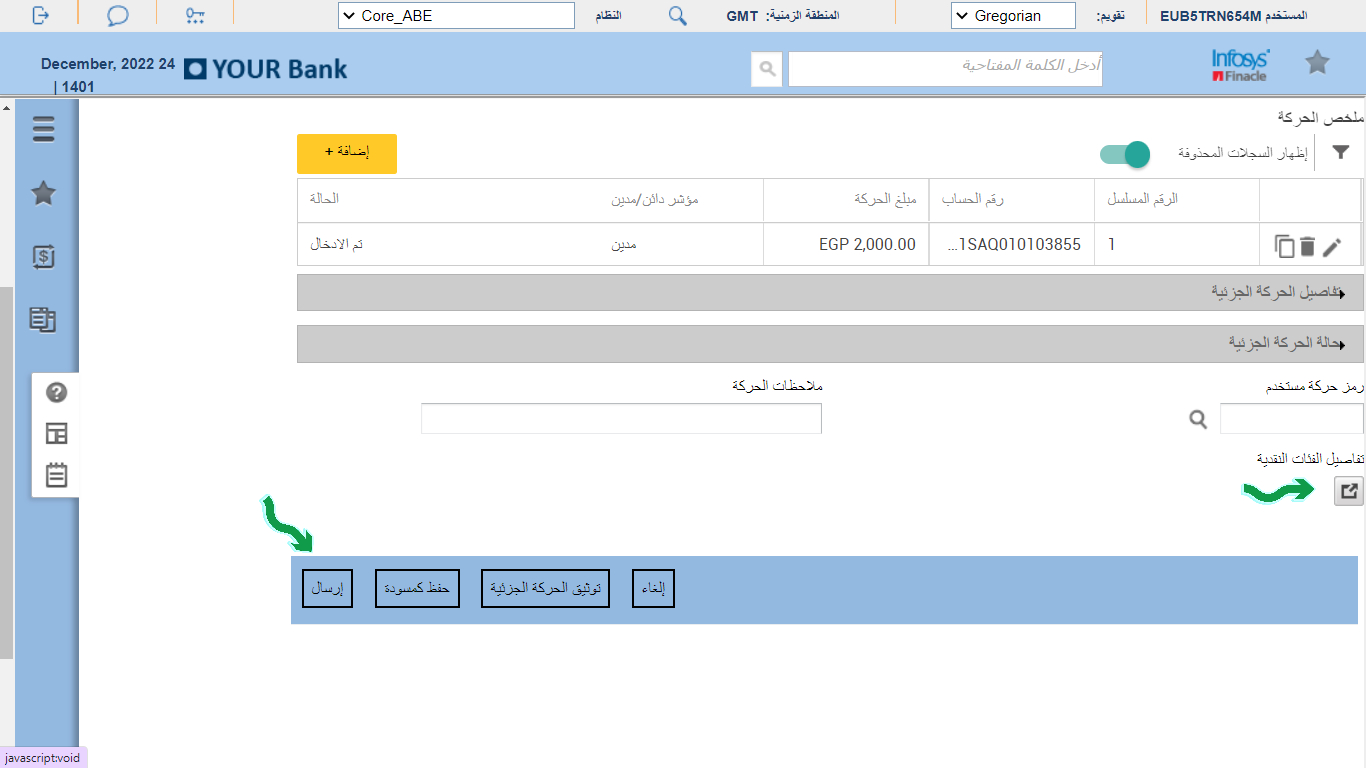 المستخدم EUB5TRN654M
تقويم: Gregorian
المنطقة الزمنية: GMT
النظام Core_ABE
Infosys Finacle
أدخل الكلمة المفتاحية
YOUR Bank
December, 2022 24
| 1401
ملخص الحركة
إظهار السجلات المحذوفة
إضافة +
الرقم المسلسل رقم الحساب مبلغ الحركة مؤشر دائن/مدين الحالة
1 ...1SAQ010103855 EGP 2,000.00 مدين تم الادخال
تفاصيل الحركة الجزئية
حالة الحركة الجزئية
رمز حركة مستخدم ملاحظات الحركة
تفاصيل الفئات النقدية
إلغاء توثيق الحركة الجزئية حفظ كمسودة إرسال
javascript:void